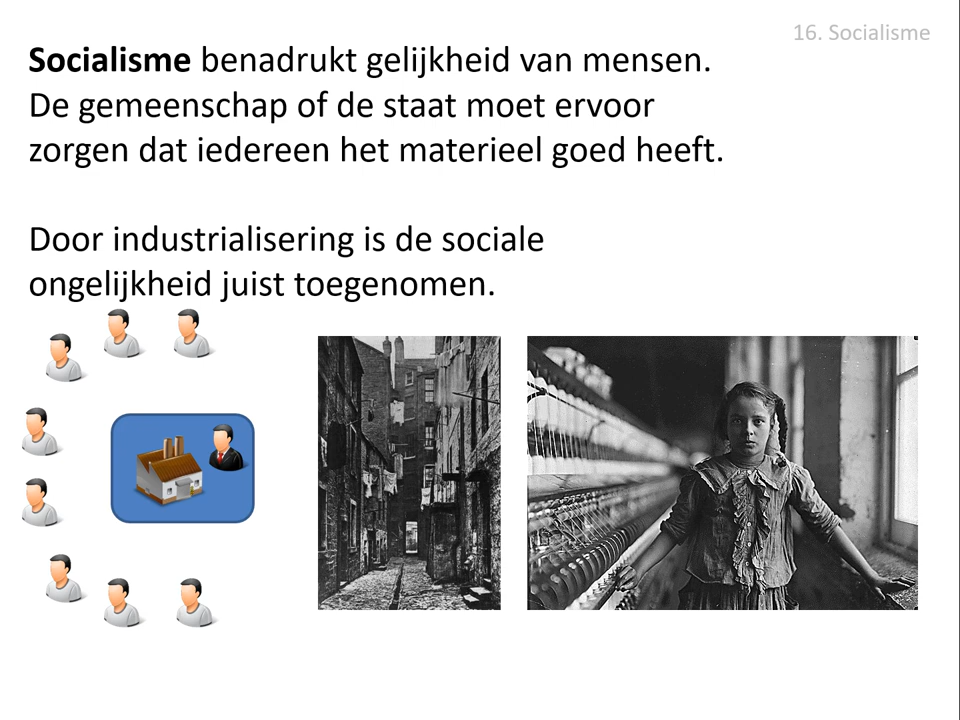 16. Socialisme
Socialisme benadrukt gelijkheid van mensen.
De gemeenschap of de staat moet ervoor
zorgen dat iedereen het materieel goed heeft.
Door industrialisering is de sociale
ongelijkheid juist toegenomen.